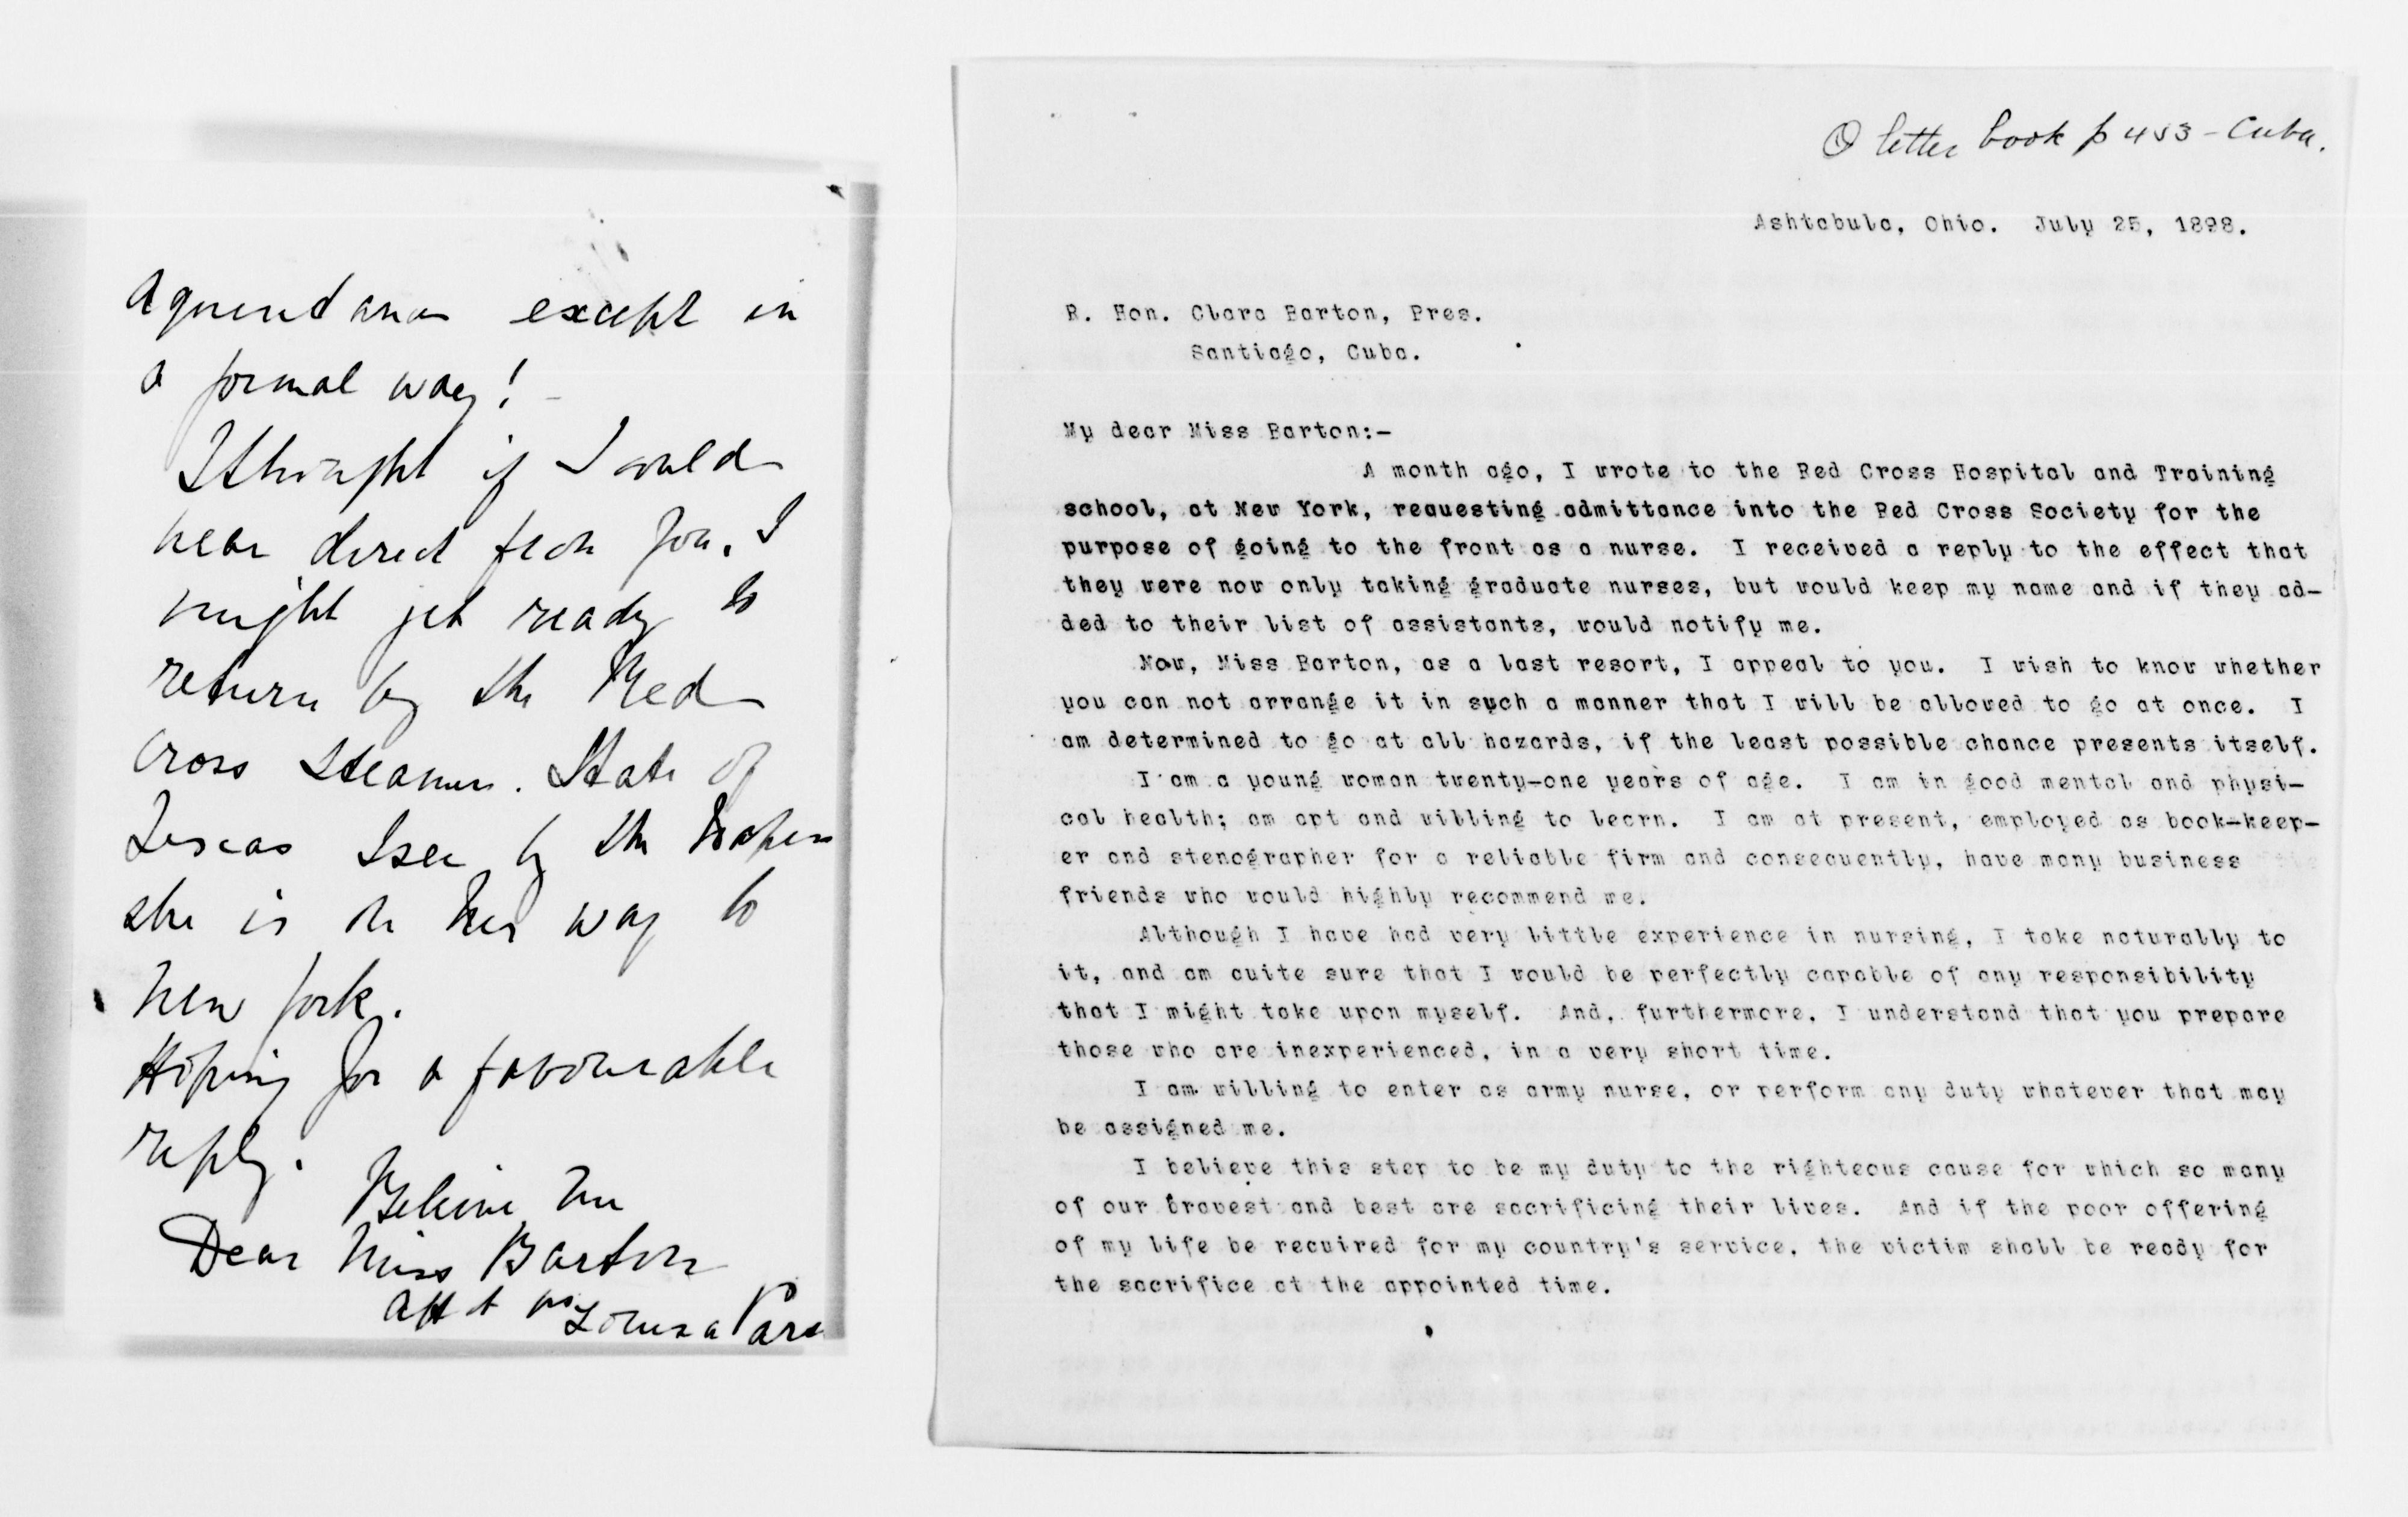 except in
a formal way!
I thought if I could
hear direct from you, I
might get ready to
return by the Red
Cross Steamer. State of
Texas I see by the Papers
she is on her way to
New York.
Hoping for a favourable
reply.
Believe me
Dear Miss Barton
Louisa
letter book p 453 - Cuba.
Ashtabula, Ohio. July 25, 1898.
R. Hon. Clara Barton, Pres.
Santiago, Cuba.
My dear Miss Barton:-
A month ago, I wrote to the Red Cross Hospital and Training
school, at New York, requesting admittance into the Red Cross Society for the
purpose of going to the front as a nurse. I received a reply to the effect that
they were now only taking graduate nurses, but would keep my name and if they ad-
ded to their list of assistants, would notify me.
Now, Miss Barton, as a last resort, I appeal to you. I wish to know whether
you can not arrange it in such a manner that I will be allowed to go at once. I
am determined to go at all hazards, if the least possible chance presents itself.
I am a young woman twenty-one years of age. I am in good mental and physi-
cal health; am apt and willing to learn. I am at present, employed as book-keep-
er and stenographer for a reliable firm and consequently, have many business
friends who would highly recommend me.
Although I have had very little experience in nursing, I take naturally to
it, and am quite sure that I would be perfectly capable of any responsibility
that I might take upon myself. And, furthermore, I understand that you prepare
those who are inexperienced, in a very short time.
I am willing to enter as army nurse, or perform any duty whatever that may
be assigned me.
I believe this step to be my duty to the righteous cause for which so many
of our bravest and best are sacrificing their lives. And if the poor offering
of my life be required for my country's service, the victim shall be ready for
the sacrifice at the appointed time.